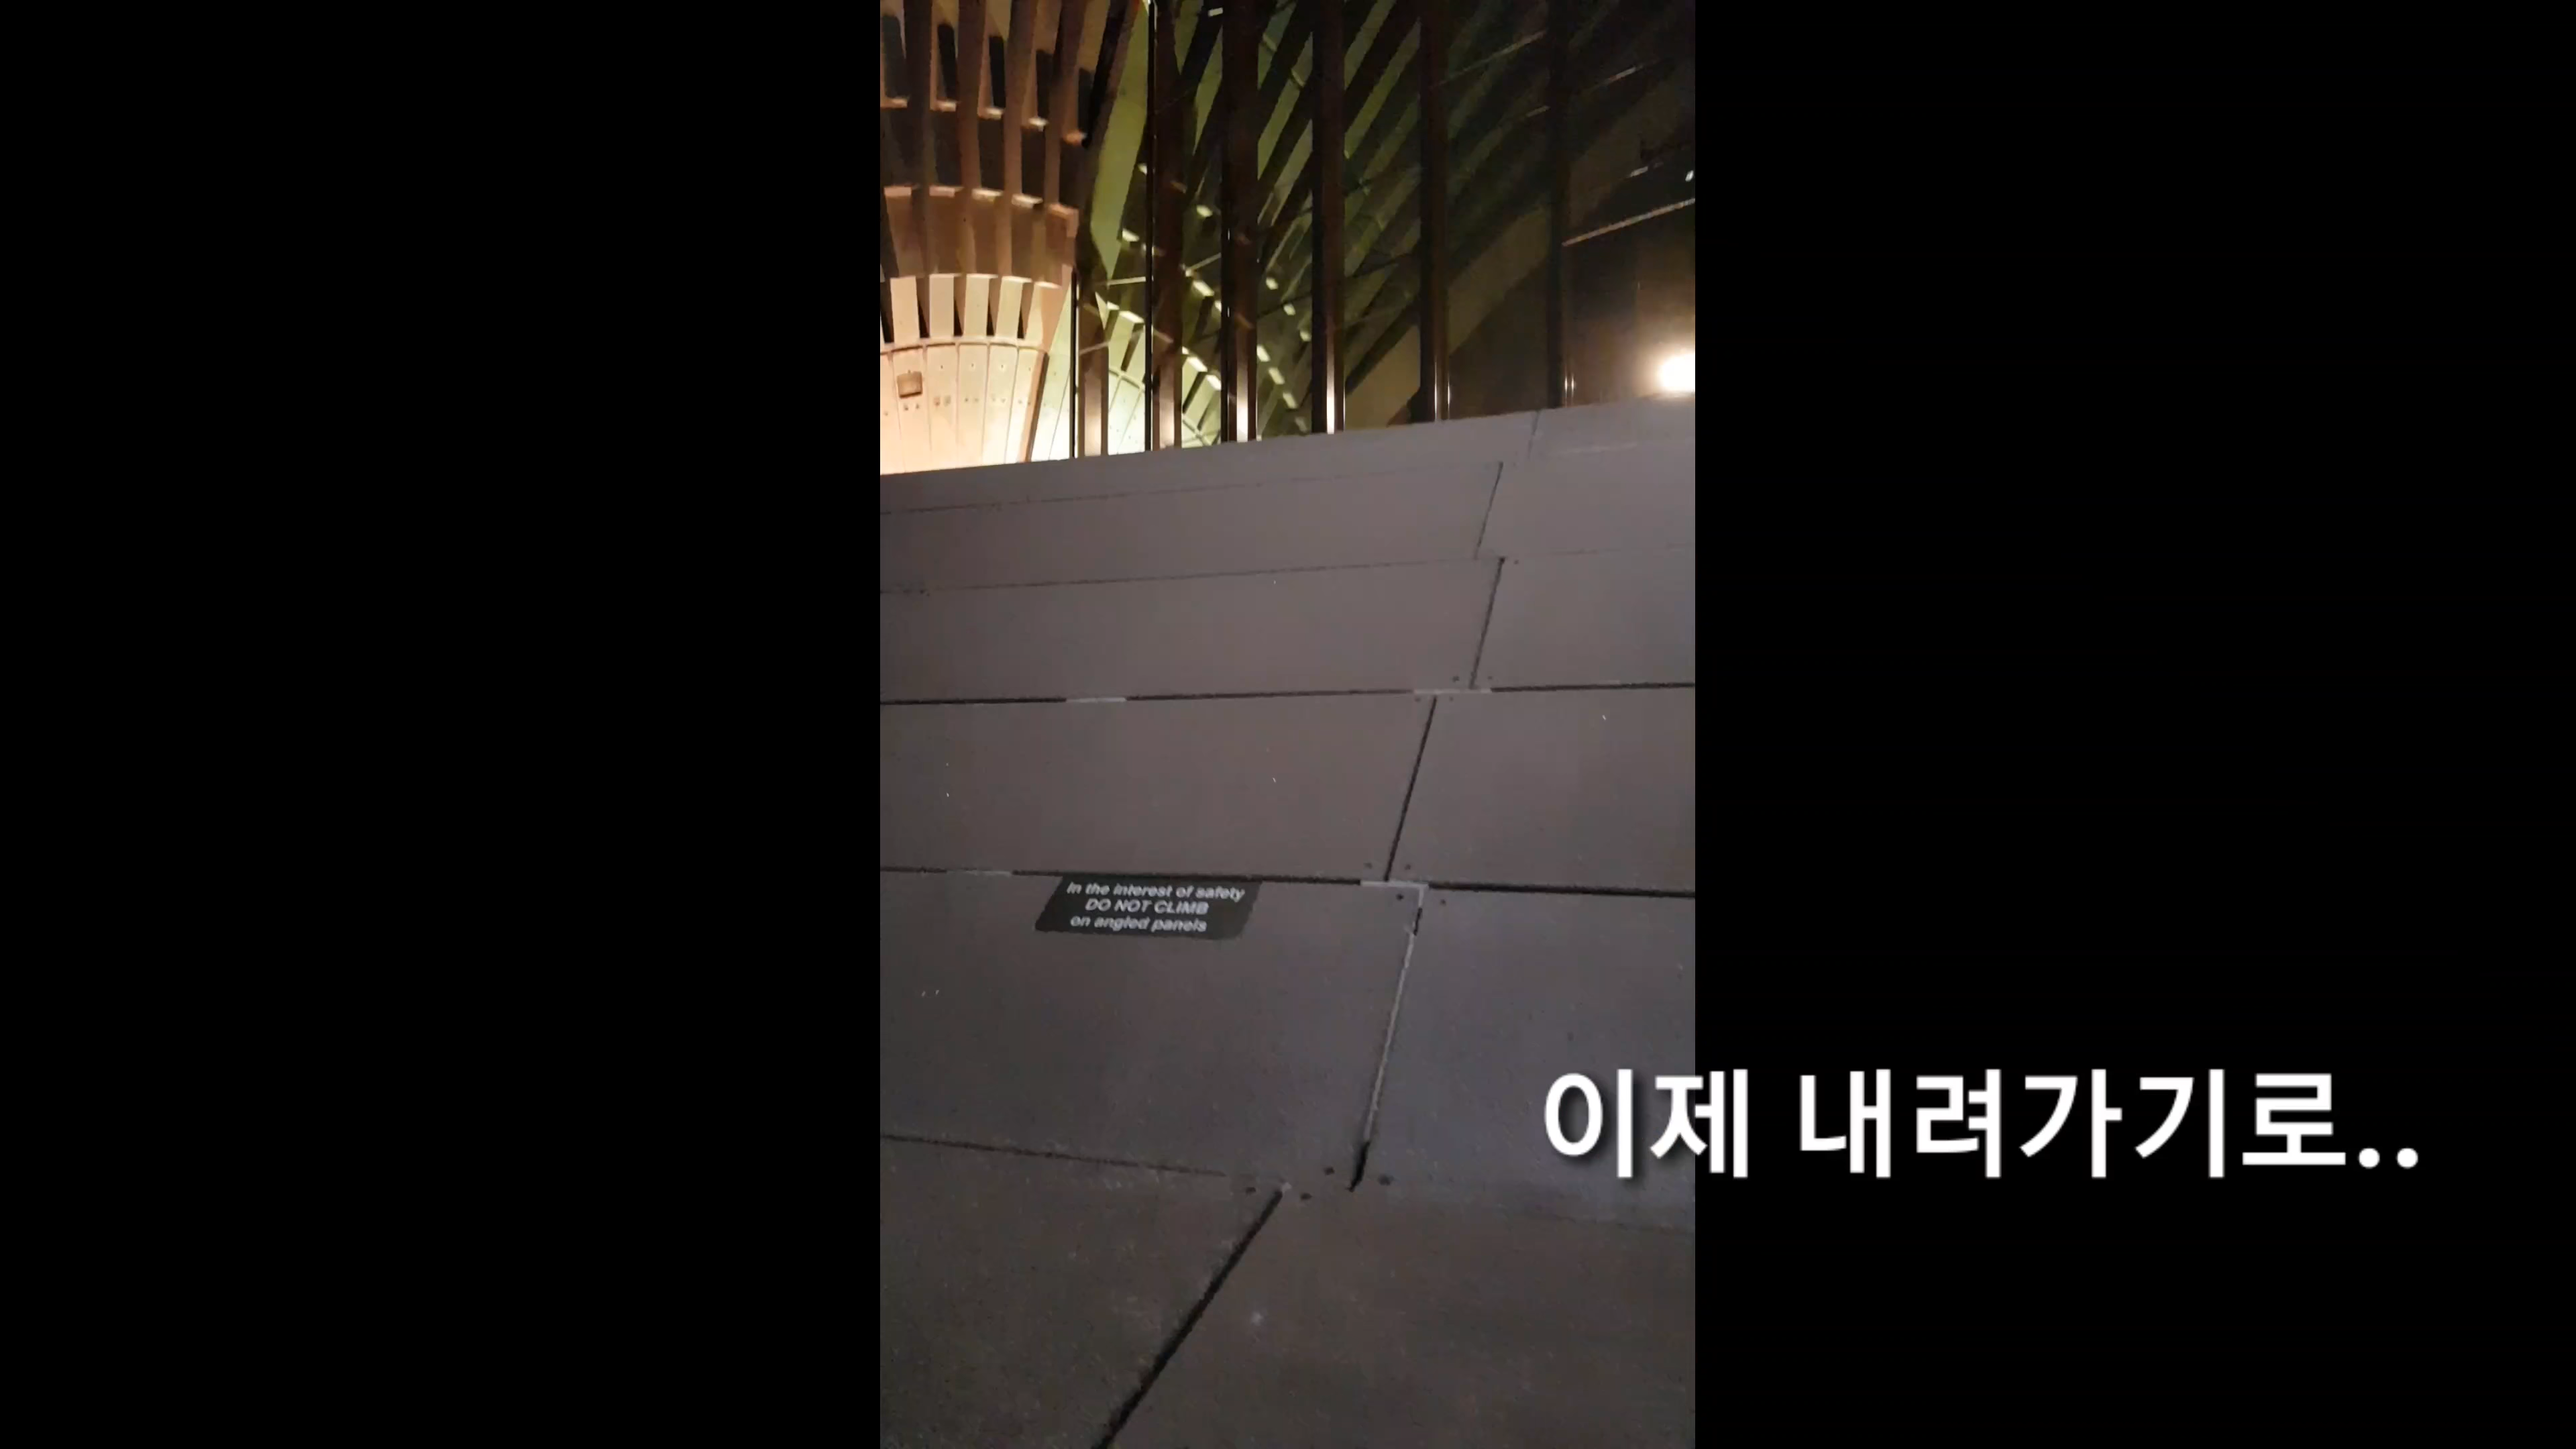 In the interest of safety
DO NOT CLIMB
on angled panels
이제 내려가기로..